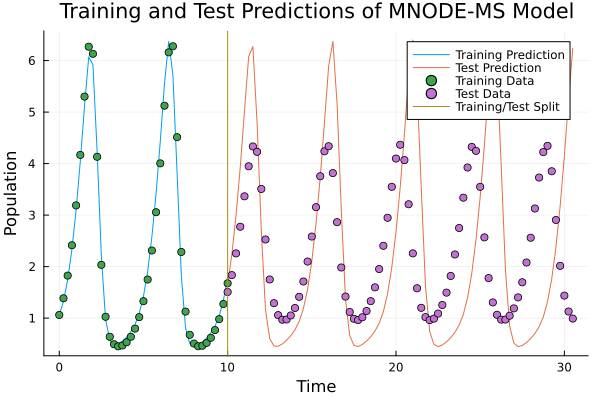 Training and Test Predictions of MNODE-MS Model
Population
6
5
4
3
2
1
Training Prediction
Test Prediction
Training Data
Test Data
Training/Test Split
0
10
20
30
Time